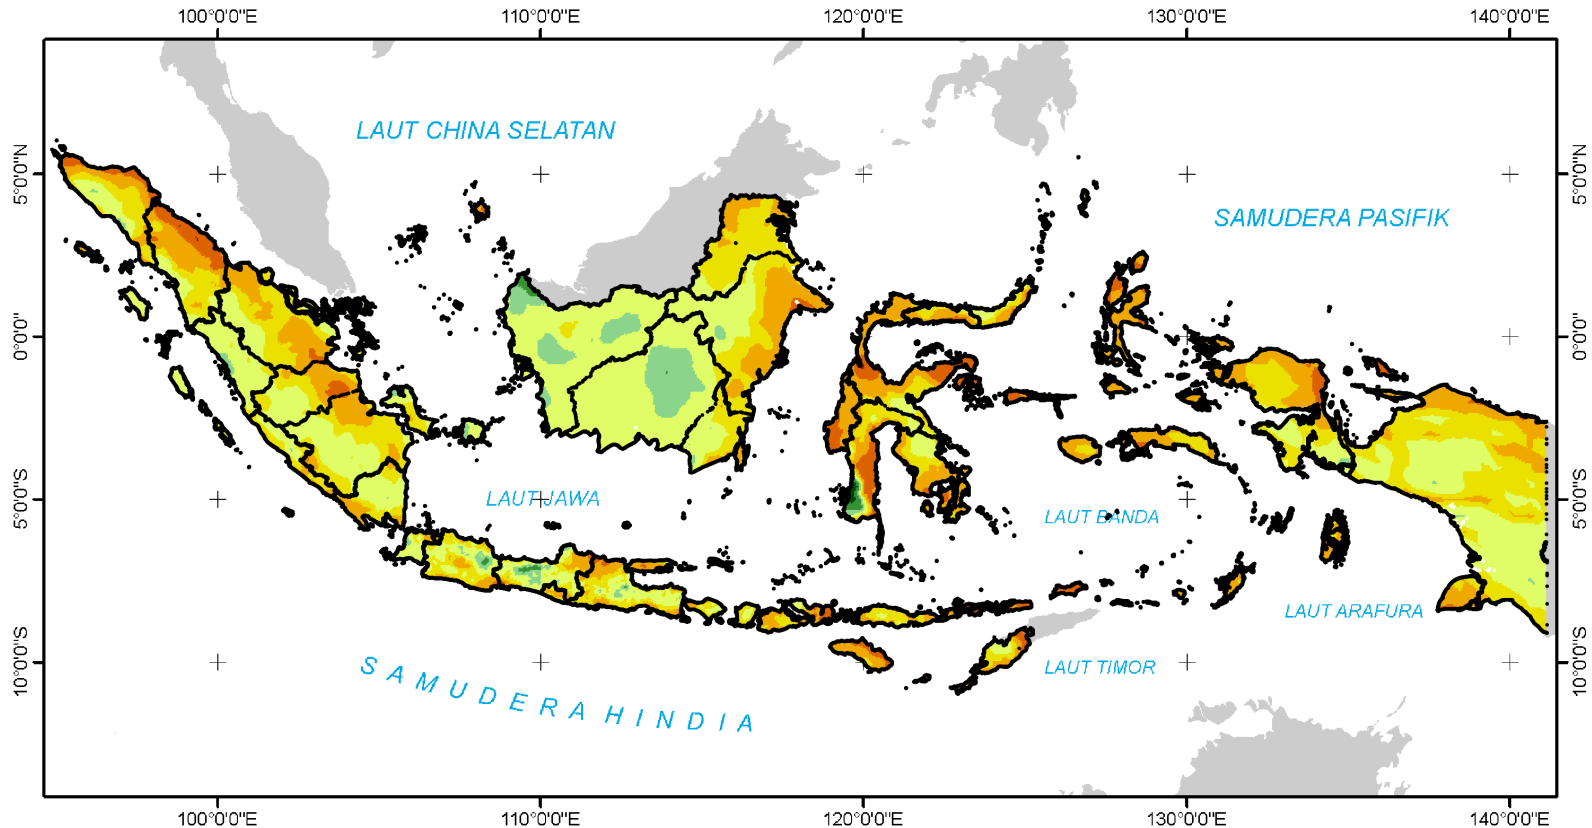 100°0'0"E 110°0'0"E 120°0'0"E 130°0'0"E 140°0'0"E
LAUT CHINA SELATAN
5°0'0"N 5°0'0"N
SAMUDERA PASIFIK
0°0'0" 0°0'0"
LAUT JAWA
5°0'0"S 5°0'0"S
LAUT BANDA
LAUT ARAFURA
10°0'0"S 10°0'0"S
LAUT TIMOR
SAMUDERA HINDIA
100°0'0"E 110°0'0"E 120°0'0"E 130°0'0"E 140°0'0"E